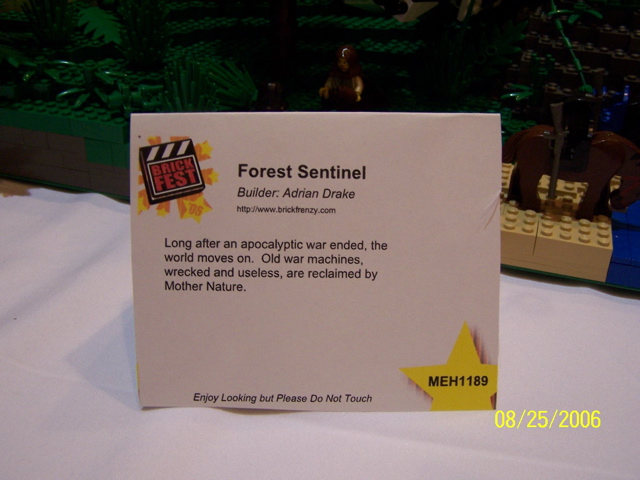 BRICK
FEST
06
Forest Sentinel
Builder: Adrian Drake
http://www.brickfrenzy.com
Long after an apocalyptic war ended, the
world moves on. Old war machines,
wrecked and useless, are reclaimed by
Mother Nature.
MEH1189
Enjoy Looking but Please Do Not Touch
08/25/2006